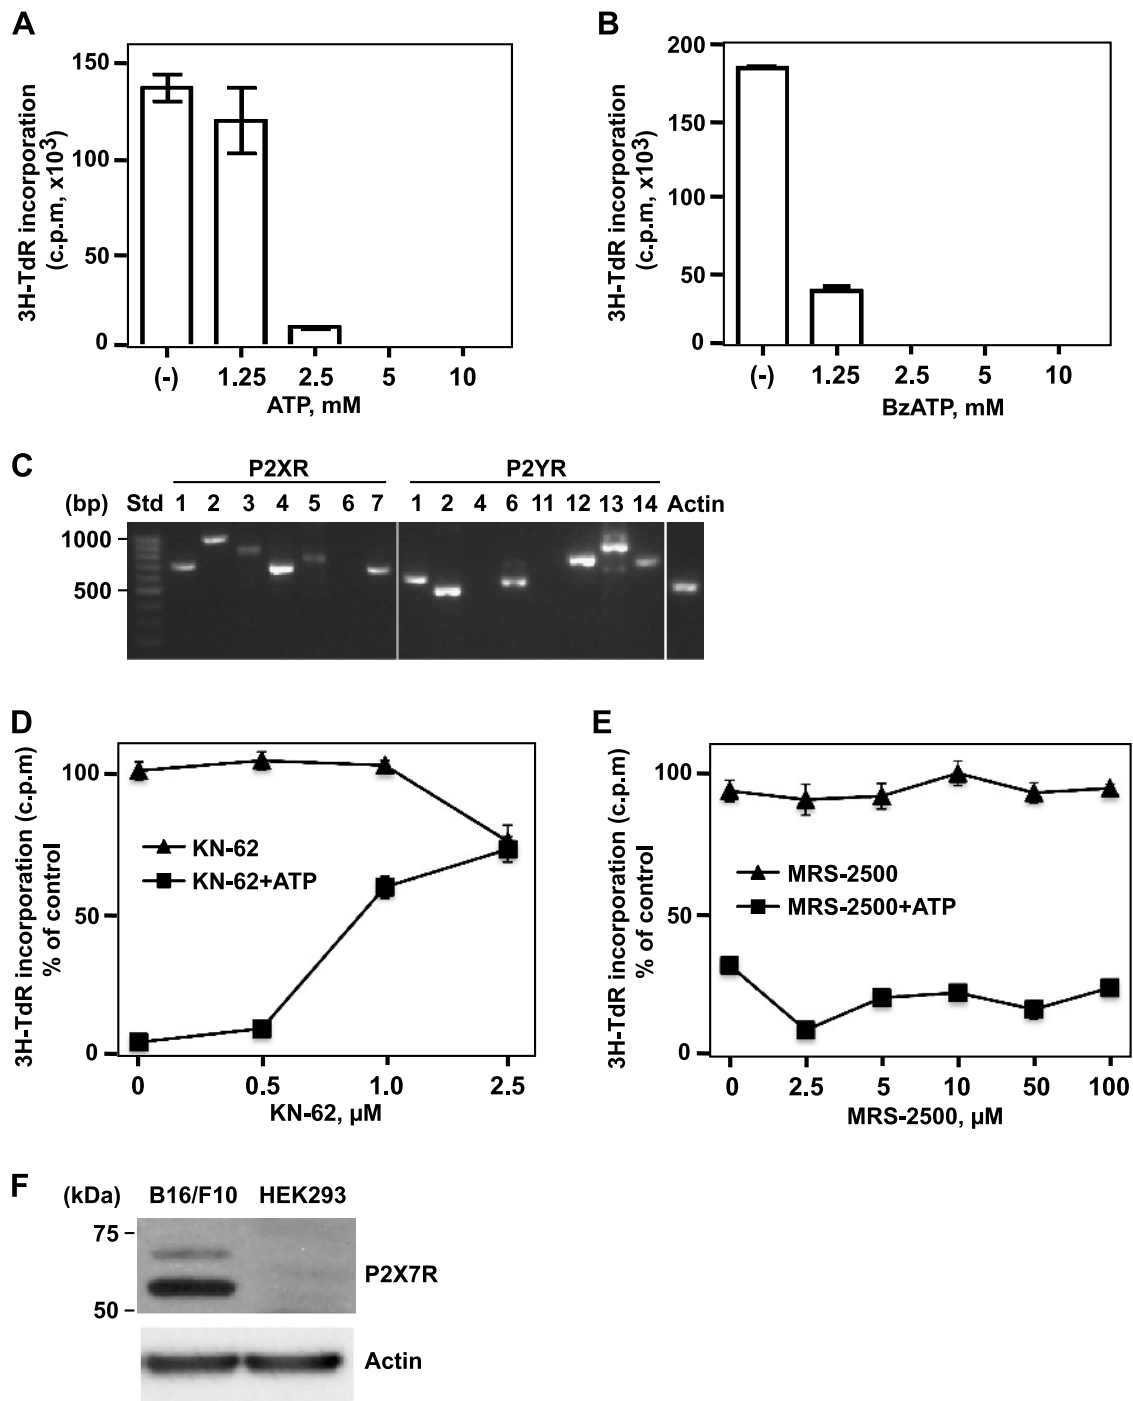 A
3H-TdR incorporation
(c.p.m, x10³)
150
100
50
0
(-) 1.25 2.5 5 10
ATP, mM
B
3H-TdR incorporation
(c.p.m, x10³)
200
150
100
50
0
(-) 1.25 2.5 5 10
BzATP, mM
C
P2XR P2YR
(bp) Std 1 2 3 4 5 6 7 1 2 4 6 11 12 13 14 Actin
1000
500
D
3H-TdR incorporation (c.p.m)
% of control
100
50
0
KN-62
KN-62+ATP
0 0.5 1.0 2.5
KN-62, µM
E
3H-TdR incorporation (c.p.m)
% of control
100
50
0
MRS-2500
MRS-2500+ATP
0 2.5 5 10 50 100
MRS-2500, µM
F
(kDa) B16/F10 HEK293
75
P2X7R
50
Actin